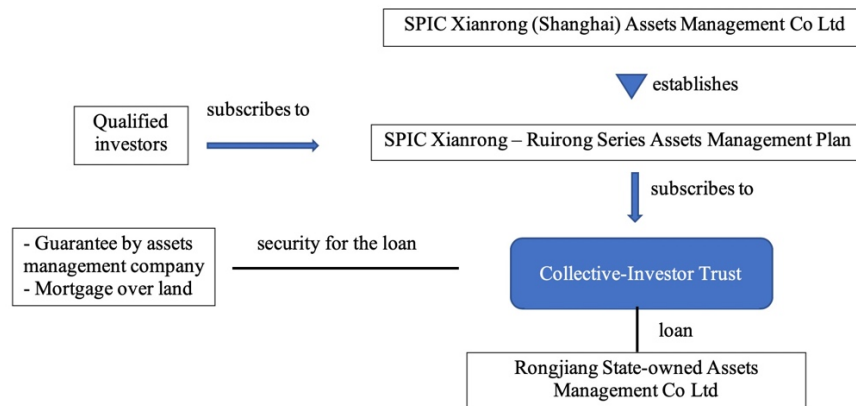 SPIC Xianrong (Shanghai) Assets Management Co Ltd
establishes
subscribes to
Qualified
investors
SPIC Xianrong – Ruirong Series Assets Management Plan
subscribes to
- Guarantee by assets
management company
- Mortgage over land
security for the loan
Collective-Investor Trust
loan
Rongjiang State-owned Assets
Management Co Ltd